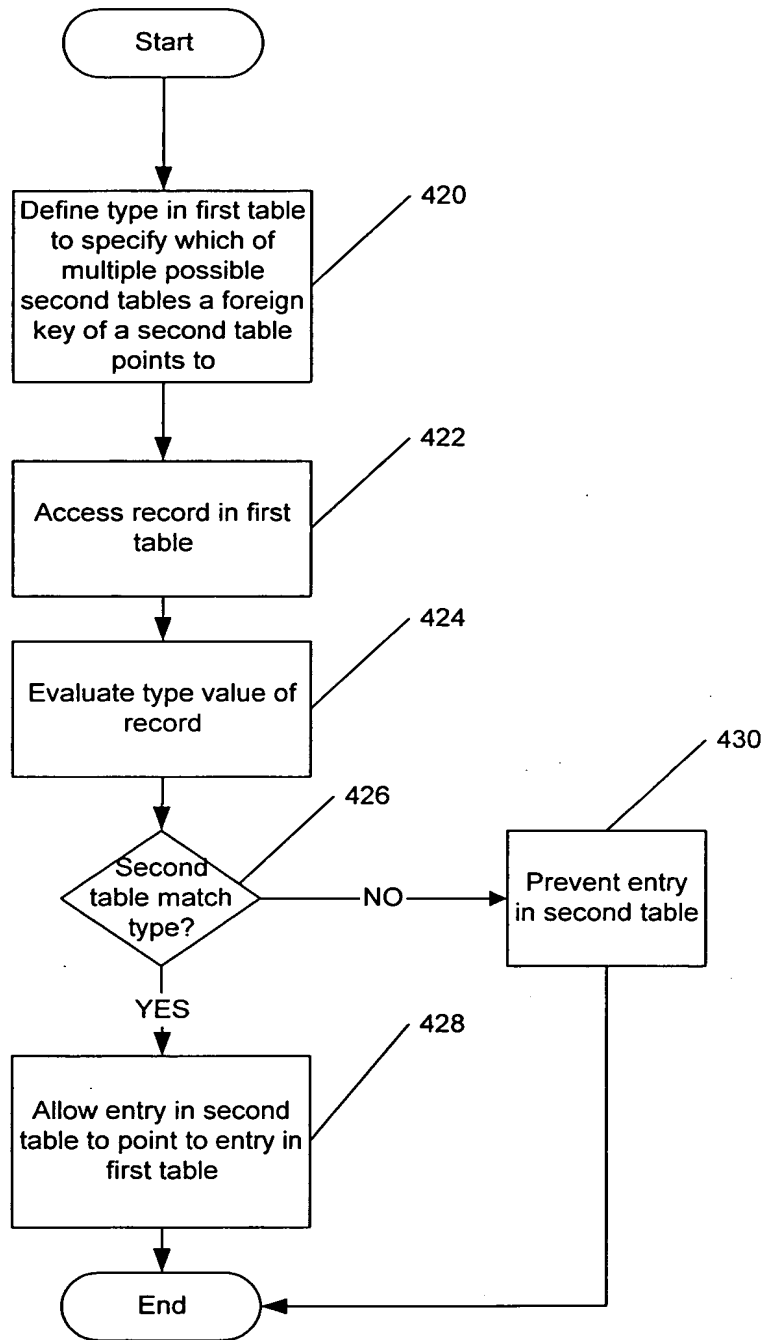 Start
Define type in first table
to specify which of
multiple possible
second tables a foreign
key of a second table
points to
420
Access record in first
table
422
Evaluate type value of
record
424
Second
table match
type?
426
NO
Prevent entry
in second table
430
YES
Allow entry in second
table to point to entry in
first table
428
End